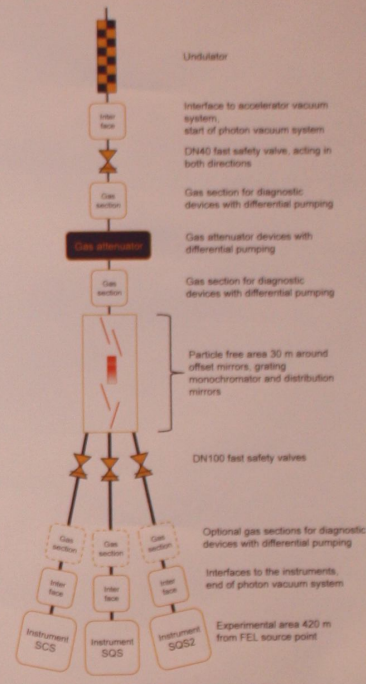 Undulator
Inter
face
Interface to accelerator vacuum
system,
start of photon vacuum system
DN40 fast safety valve, acting in
both directions
Gas
section
Gas section for diagnostic
devices with differential pumping
Gas attenuator
Gas attenuator devices with
differential pumping
Gas
section
Gas section for diagnostic
devices with differential pumping
Particle free area 30 m around
offset mirrors, grating
monochromator and distribution
mirrors
DN100 fast safety valves
Gas
section
Gas
section
Gas
section
Optional gas sections for diagnostic
devices with differential pumping
Inter
face
Inter
face
Inter
face
Interfaces to the instruments,
end of photon vacuum system
Instrument
SCS
Instrument
SQS
Instrument
SQS2
Experimental area 420 m
from FEL source point